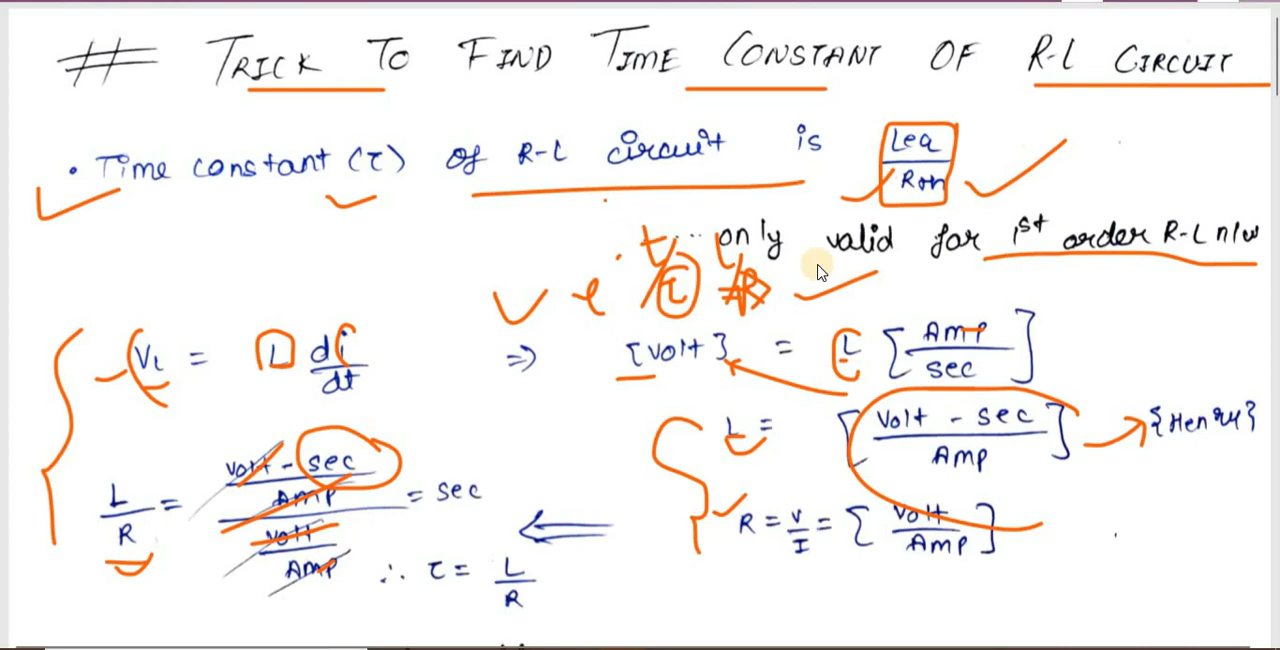 # TRICK TO FIND TIME CONSTANT OF R-L CIRCUIT
• Time constant (τ) of R-L circuit is Leq/Rth
... only valid for 1st order R-L n/w
VL = L di/dt ⇒ [Volt] = L [Amp/sec]
L = [Volt - sec/Amp] → {Henry}
L/R = (volt - sec/Amp)/(volt/Amp) = sec
R = V/I = [Volt/Amp]
∴ τ = L/R